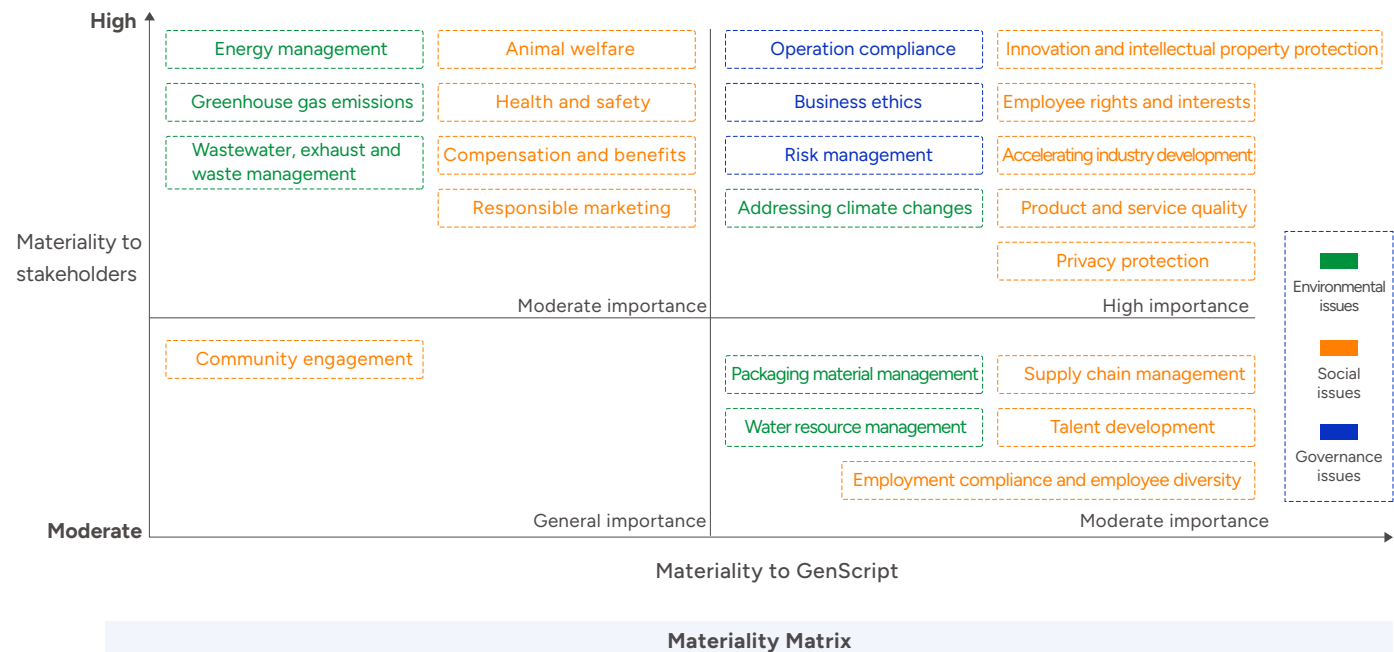 High
Energy management
Animal welfare
Operation compliance
Innovation and intellectual property protection
Greenhouse gas emissions
Health and safety
Business ethics
Employee rights and interests
Wastewater, exhaust and
waste management
Compensation and benefits
Risk management
Accelerating industry development
Responsible marketing
Addressing climate changes
Product and service quality
Privacy protection
Materiality to
stakeholders
Moderate importance
High importance
Community engagement
Packaging material management
Supply chain management
Water resource management
Talent development
Employment compliance and employee diversity
General importance
Moderate importance
Moderate
Environmental
issues
Social
issues
Governance
issues
Materiality to GenScript
Materiality Matrix